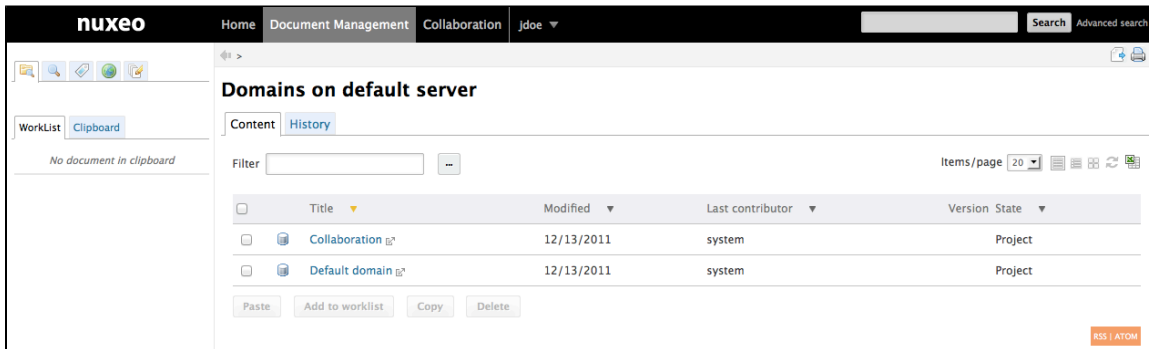 nuxeo Home Document Management Collaboration jdoe Search Advanced search
>
Domains on default server
Content History
WorkList Clipboard
No document in clipboard
Filter ... Items/page 20
Title Modified Last contributor Version State
Collaboration 12/13/2011 system Project
Default domain 12/13/2011 system Project
Paste Add to worklist Copy Delete
RSS | ATOM